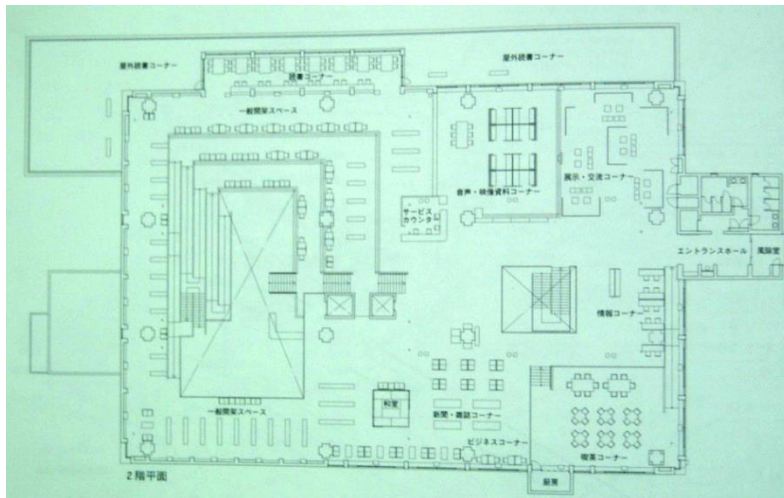 屋外読書コーナー
屋外読書コーナー
読書コーナー
一般開架スペース
音声・映像資料コーナー
展示・交流コーナー
サービス
カウンター
エントランスホール
風除室
情報コーナー
和室
新聞・雑誌コーナー
一般開架スペース
ビジネスコーナー
喫茶コーナー
厨房
2階平面